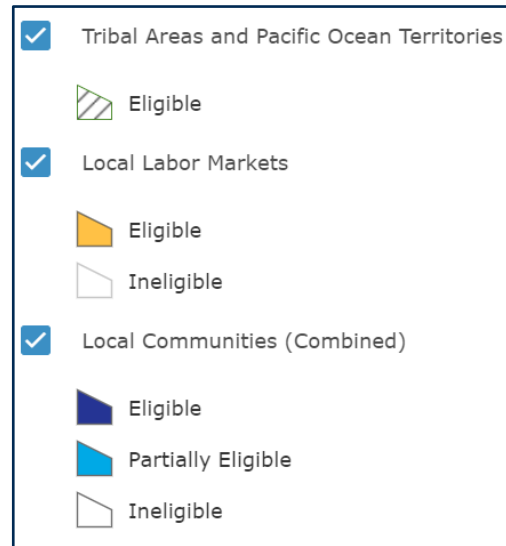 Tribal Areas and Pacific Ocean Territories
Eligible
Local Labor Markets
Eligible
Ineligible
Local Communities (Combined)
Eligible
Partially Eligible
Ineligible